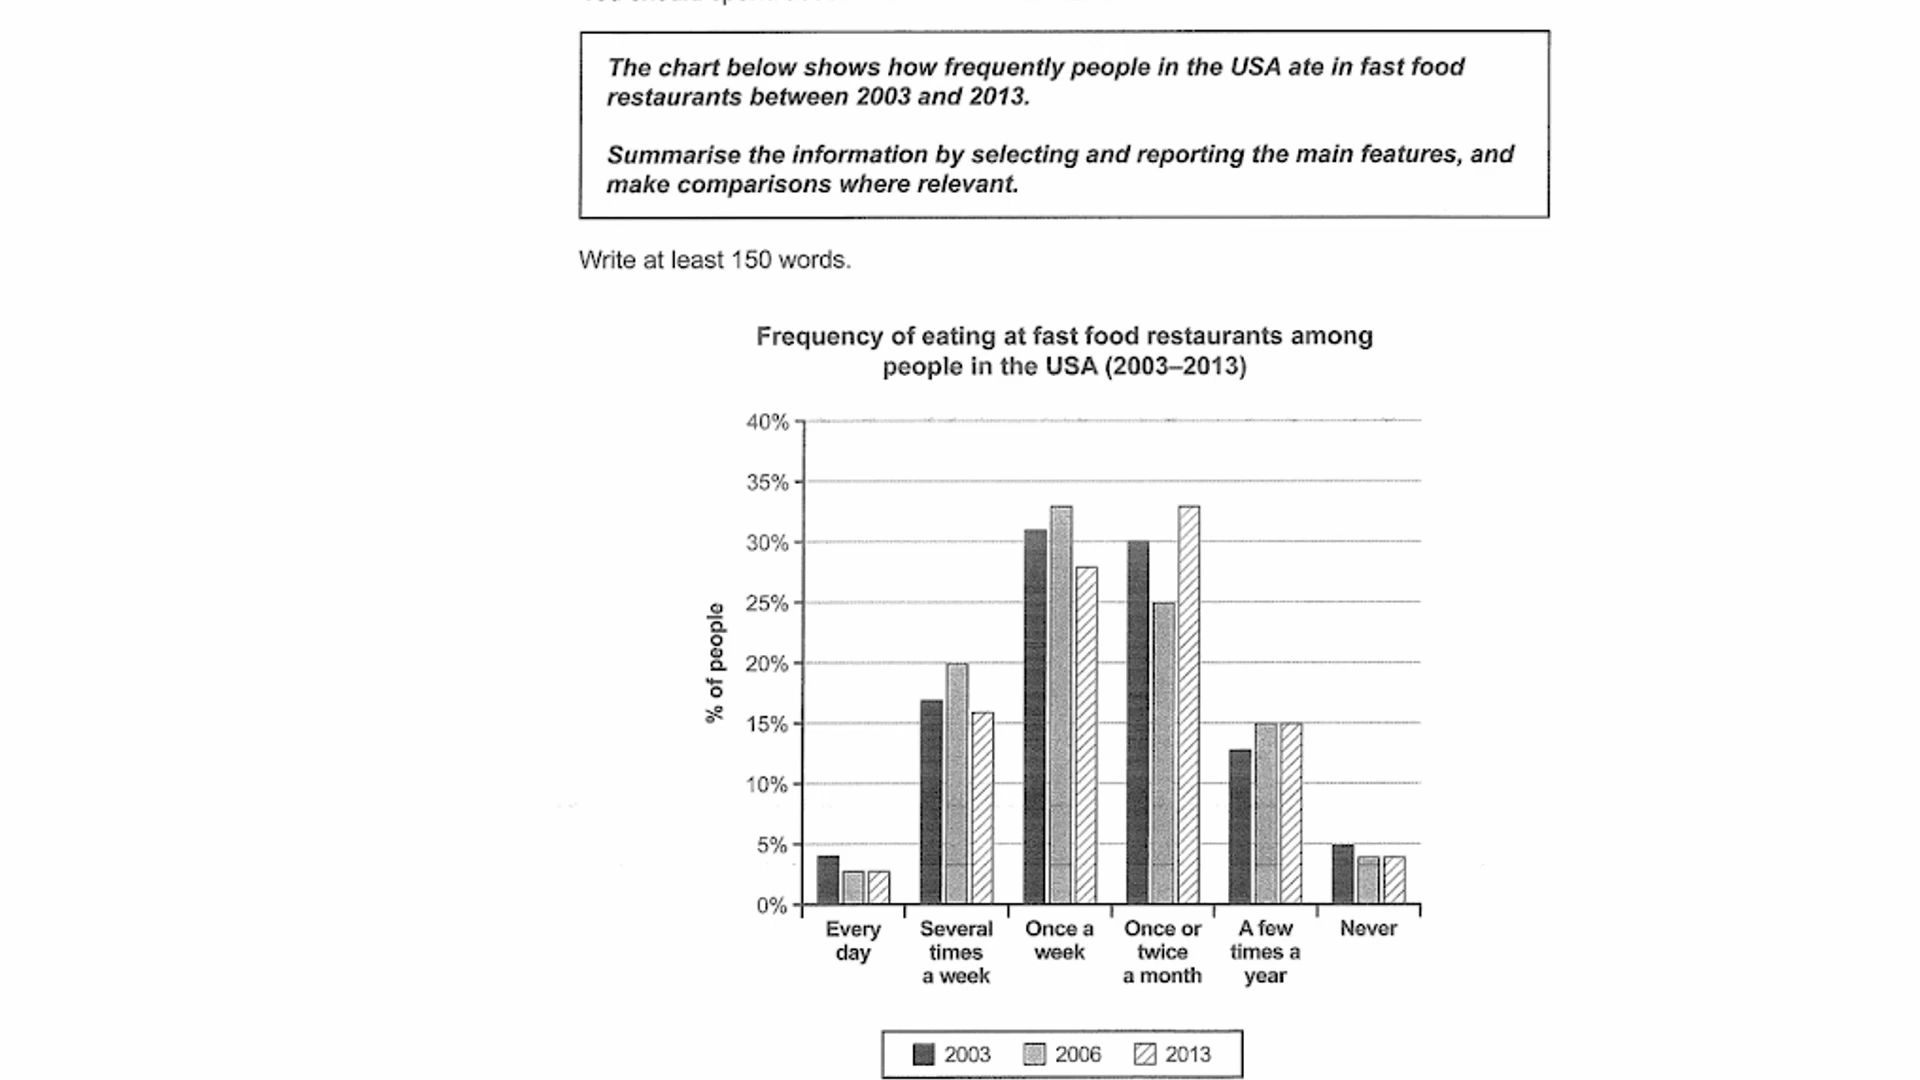 The chart below shows how frequently people in the USA ate in fast food
restaurants between 2003 and 2013.
Summarise the information by selecting and reporting the main features, and
make comparisons where relevant.
Write at least 150 words.
Frequency of eating at fast food restaurants among
people in the USA (2003–2013)
40%
35%
30%
25%
20%
15%
10%
5%
0%
% of people
Every
day
Several
times
a week
Once a
week
Once or
twice
a month
A few
times a
year
Never
2003
2006
2013